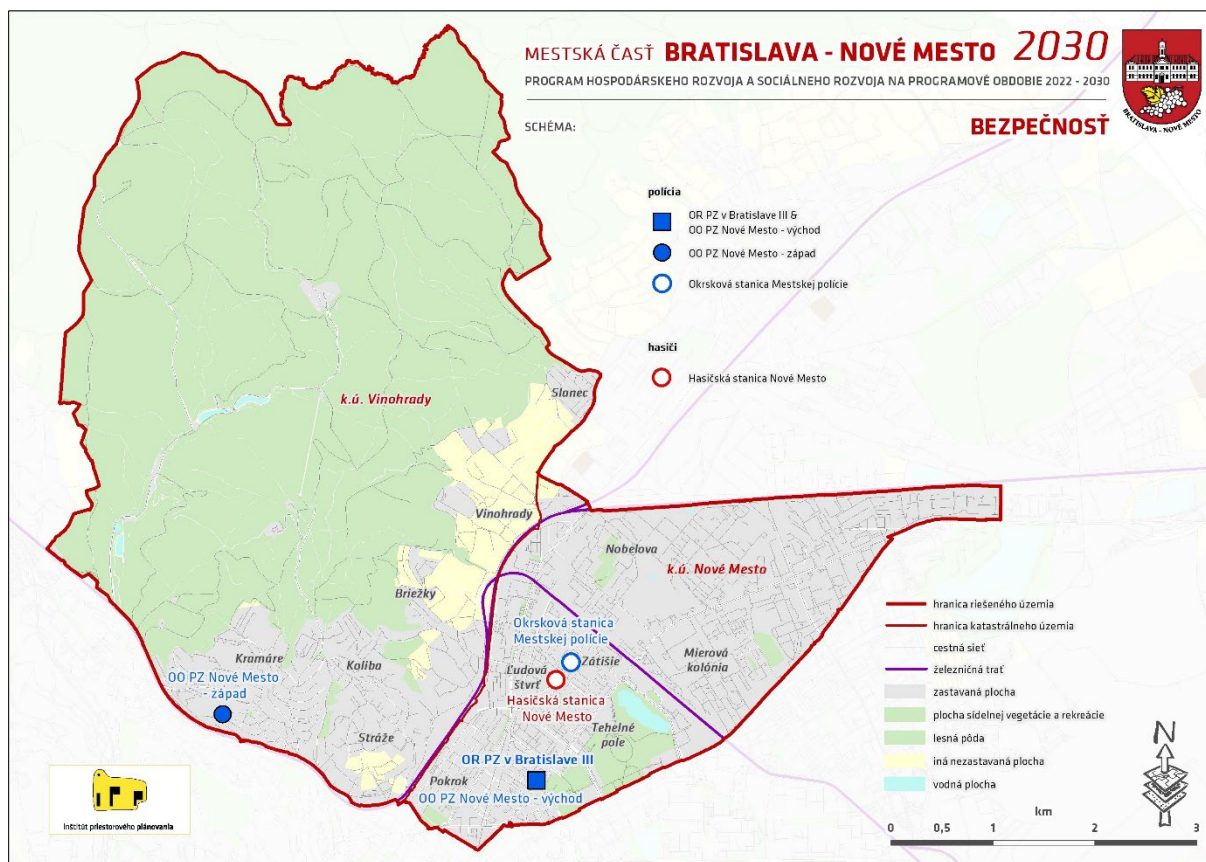 MESTSKÁ ČASŤ BRATISLAVA - NOVÉ MESTO 2030
PROGRAM HOSPODÁRSKEHO ROZVOJA A SOCIÁLNEHO ROZVOJA NA PROGRAMOVÉ OBDOBIE 2022 - 2030
SCHÉMA:
BEZPEČNOSŤ
BRATISLAVA - NOVÉ MESTO
polícia
OR PZ v Bratislave III &
OO PZ Nové Mesto - východ
OO PZ Nové Mesto - západ
Okrsková stanica Mestskej polície
hasiči
Hasičská stanica Nové Mesto
k.ú. Vinohrady
Slanec
Vinohrady
Nobelova
k.ú. Nové Mesto
Briežky
Okrsková stanica
Mestskej polície
Kramáre
Koliba
Zátišie
Mierová
kolónia
Ľudová
štvrť
OO PZ Nové Mesto
- západ
Hasičská stanica
Nové Mesto
Stráže
Tehelné
pole
OR PZ v Bratislave III
Pokrok
OO PZ Nové Mesto - východ
hranica riešeného územia
hranica katastrálneho územia
cestná sieť
železničná trať
zastavaná plocha
plocha sídelnej vegetácie a rekreácie
lesná pôda
iná nezastavaná plocha
vodná plocha
N
km
0 0,5 1 2 3
Inštitút priestorového plánovania